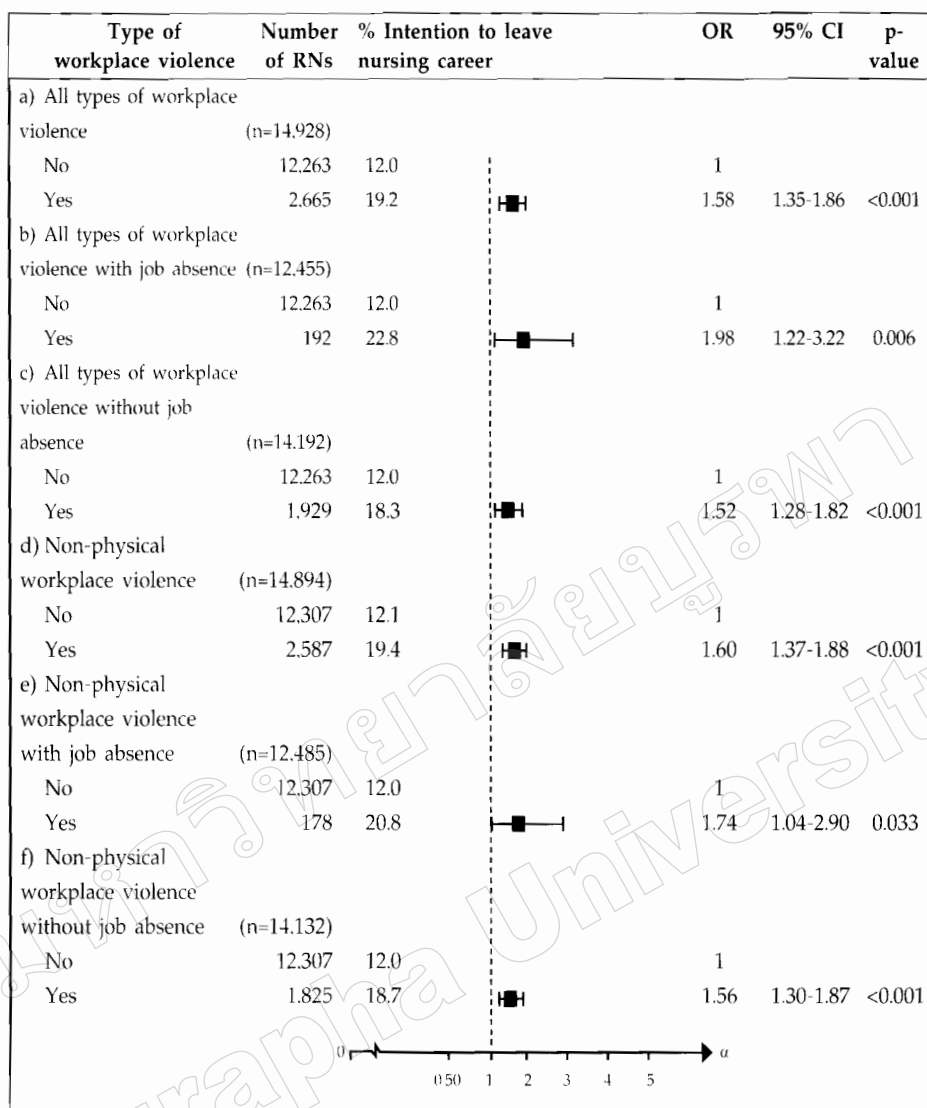 Type of workplace violence Number of RNs % Intention to leave nursing career OR 95% CI p-value
a) All types of workplace
violence (n=14,928)
No 12,263 12.0 1
Yes 2,665 19.2 1.58 1.35-1.86 <0.001
b) All types of workplace
violence with job absence (n=12,455)
No 12,263 12.0 1
Yes 192 22.8 1.98 1.22-3.22 0.006
c) All types of workplace
violence without job
absence (n=14.192)
No 12.263 12.0 1
Yes 1,929 18.3 1.52 1.28-1.82 <0.001
d) Non-physical
workplace violence (n=14,894)
No 12,307 12.1 1
Yes 2,587 19.4 1.60 1.37-1.88 <0.001
e) Non-physical
workplace violence
with job absence (n=12,485)
No 12,307 12.0 1
Yes 178 20.8 1.74 1.04-2.90 0.033
f) Non-physical
workplace violence
without job absence (n=14.132)
No 12,307 12.0 1
Yes 1.825 18.7 1.56 1.30-1.87 <0.001
0 α
0.50 1 2 3 4 5
University